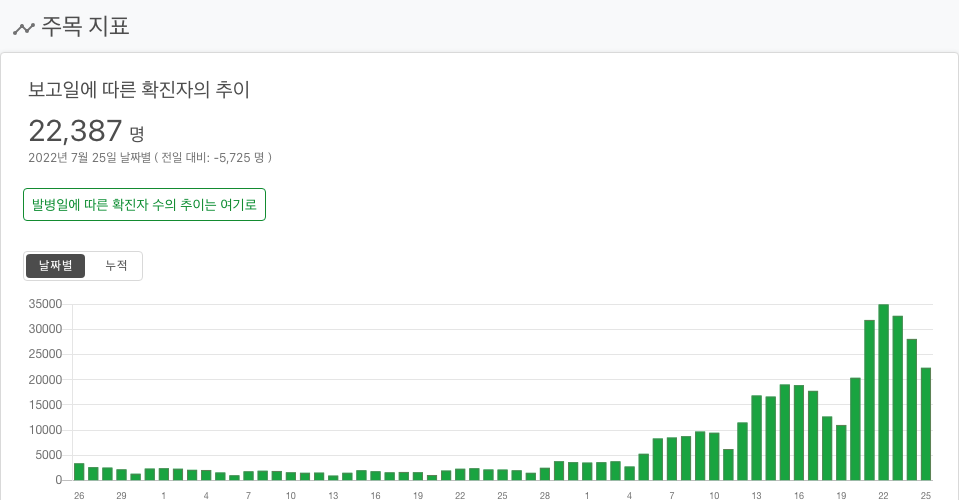 주목 지표
보고일에 따른 확진자의 추이
22,387 명
2022년 7월 25일 날짜별 ( 전일 대비: -5,725 명 )
발병일에 따른 확진자 수의 추이는 여기로
날짜별 누적
35000
30000
25000
20000
15000
10000
5000
0
26 29 1 4 7 10 13 16 19 22 25 28 1 4 7 10 13 16 19 22 25